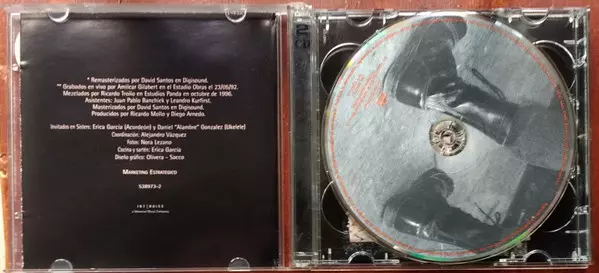 * Remasterizados por David Santos en Digisound.
** Grabados en vivo por Amilcar Gilabert en el Estadio Obras el 23/05/92.
Mezclados por Ricardo Troilo en Estudios Panda en octubre de 1996.
Asistentes: Juan Pablo Banchick y Leandro Kurfirst.
Masterizados por David Santos en Digisound.
Producidos por Ricardo Mollo y Diego Arnedo.
Invitados en Sisters: Erica García (Acordeón) y Daniel "Alambre" Gonzalez (Ukelele)
Coordinación: Alejandro Vázquez
Fotos: Nora Lezano
Cocina y sartén: Erica García
Diseño gráfico: Olivera - Sacco
MARKETING ESTRATEGICO
538973-2
2CD